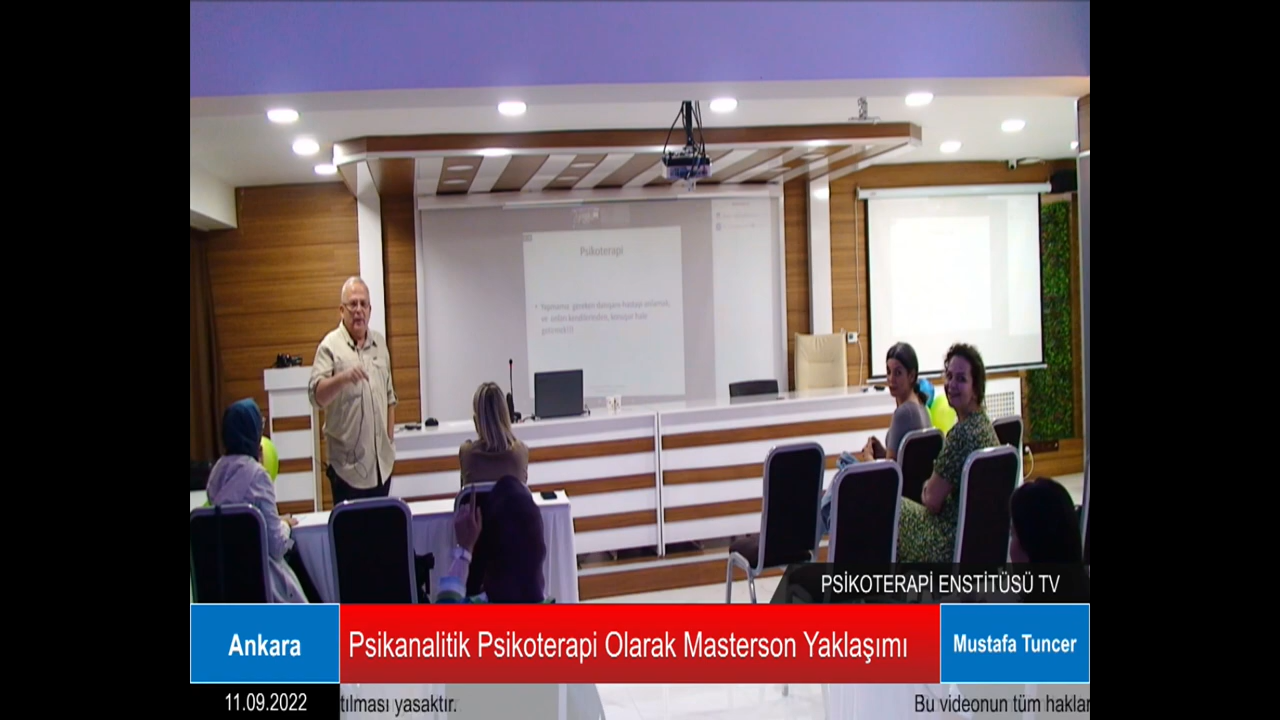 Psikoterapi
PSİKOTERAPİ ENSTİTÜSÜ TV
Ankara
Psikanalitik Psikoterapi Olarak Masterson Yaklaşımı
Mustafa Tuncer
11.09.2022
tılması yasaktır.
Bu videonun tüm haklar